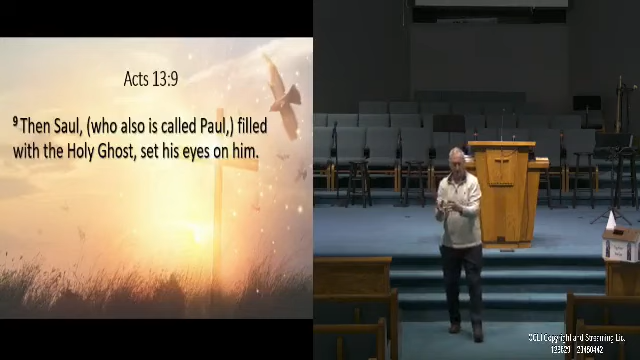 Acts 13:9
9 Then Saul, (who also is called Paul,) filled
with the Holy Ghost, set his eyes on him.
CCLI Copyright and Streaming Lic.